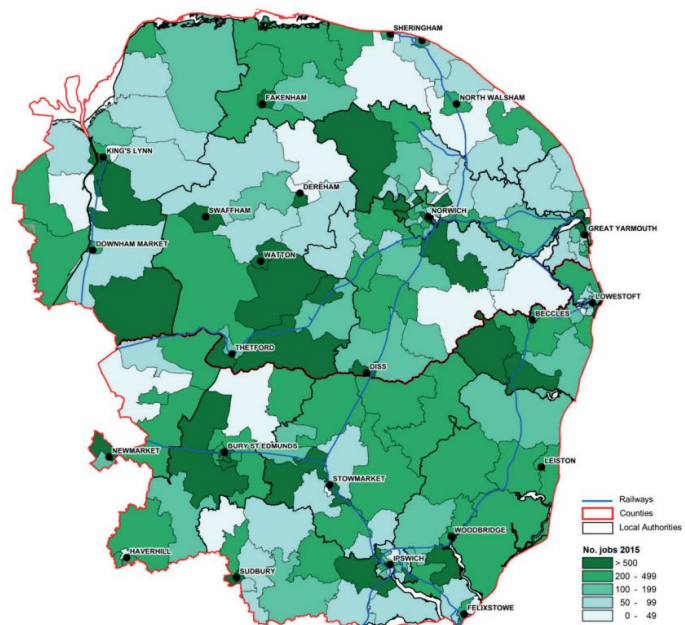 SHERINGHAM
FAKENHAM
NORTH WALSHAM
KING'S LYNN
DEREHAM
SWAFFHAM
NORWICH
GREAT YARMOUTH
DOWNHAM MARKET
WATTON
LOWESTOFT
BECCLES
THETFORD
DISS
NEWMARKET
BURY ST EDMUNDS
LEISTON
STOWMARKET
Railways
Counties
Local Authorities
WOODBRIDGE
HAVERHILL
IPSWICH
SUDBURY
FELIXSTOWE
No. jobs 2015
> 500
200 - 499
100 - 199
50 - 99
0 - 49